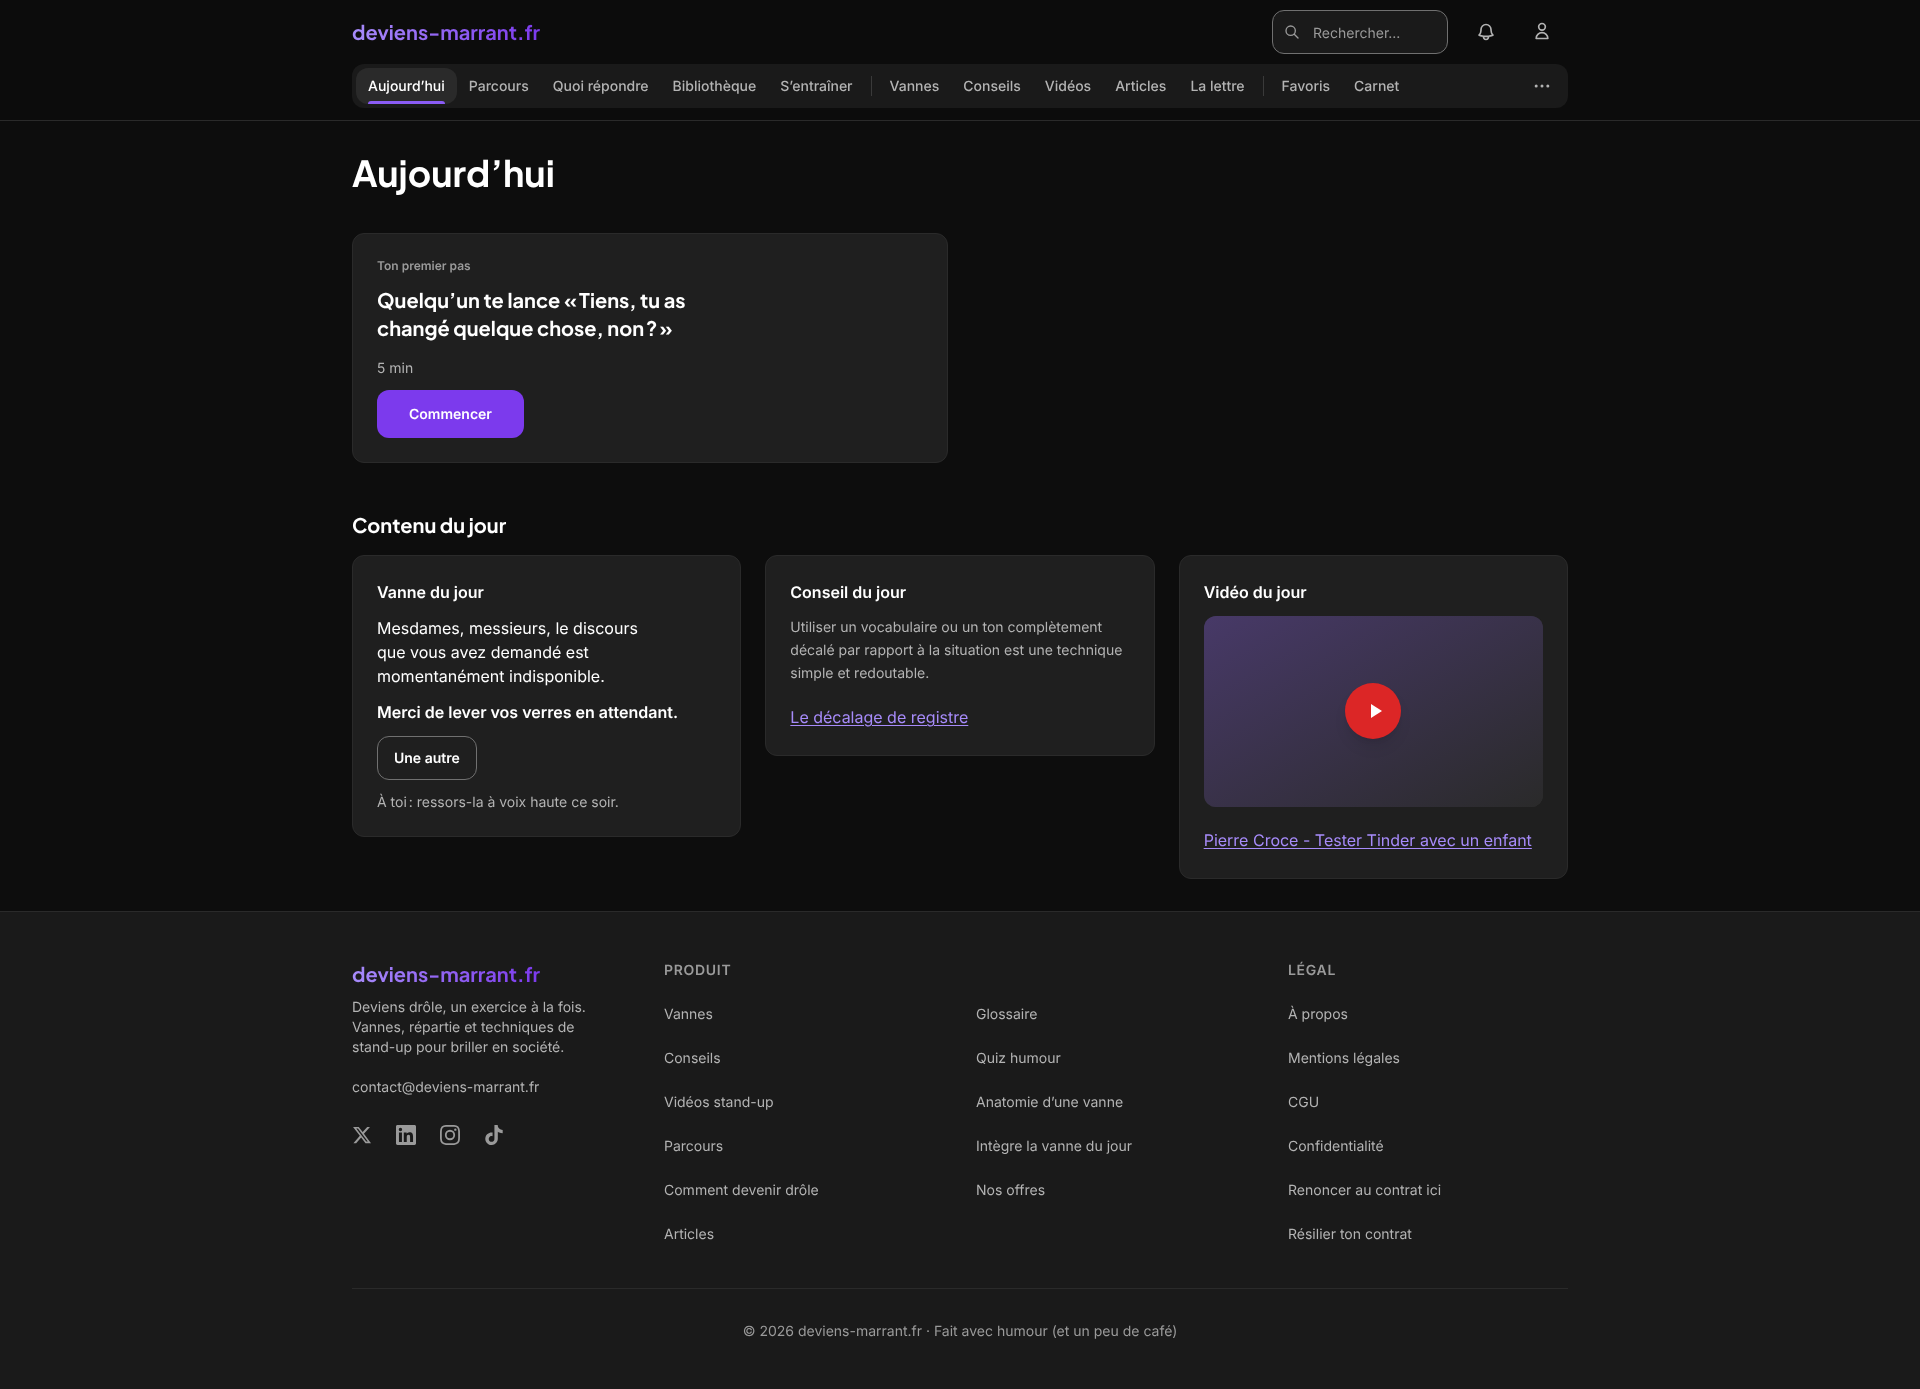 deviens-marrant.fr
Rechercher...
Aujourd’hui
Parcours
Quoi répondre
Bibliothèque
S’entraîner
Vannes
Conseils
Vidéos
Articles
La lettre
Favoris
Carnet
Aujourd’hui
Ton premier pas
Quelqu’un te lance « Tiens, tu as
changé quelque chose, non ? »
5 min
Commencer
Contenu du jour
Vanne du jour
Mesdames, messieurs, le discours
que vous avez demandé est
momentanément indisponible.
Merci de lever vos verres en attendant.
Une autre
À toi : ressors-la à voix haute ce soir.
Conseil du jour
Utiliser un vocabulaire ou un ton complètement
décalé par rapport à la situation est une technique
simple et redoutable.
Le décalage de registre
Vidéo du jour
Pierre Croce - Tester Tinder avec un enfant
deviens-marrant.fr
Deviens drôle, un exercice à la fois.
Vannes, répartie et techniques de
stand-up pour briller en société.
contact@deviens-marrant.fr
PRODUIT
Vannes
Conseils
Vidéos stand-up
Parcours
Comment devenir drôle
Articles
Glossaire
Quiz humour
Anatomie d’une vanne
Intègre la vanne du jour
Nos offres
LÉGAL
À propos
Mentions légales
CGU
Confidentialité
Renoncer au contrat ici
Résilier ton contrat
© 2026 deviens-marrant.fr · Fait avec humour (et un peu de café)